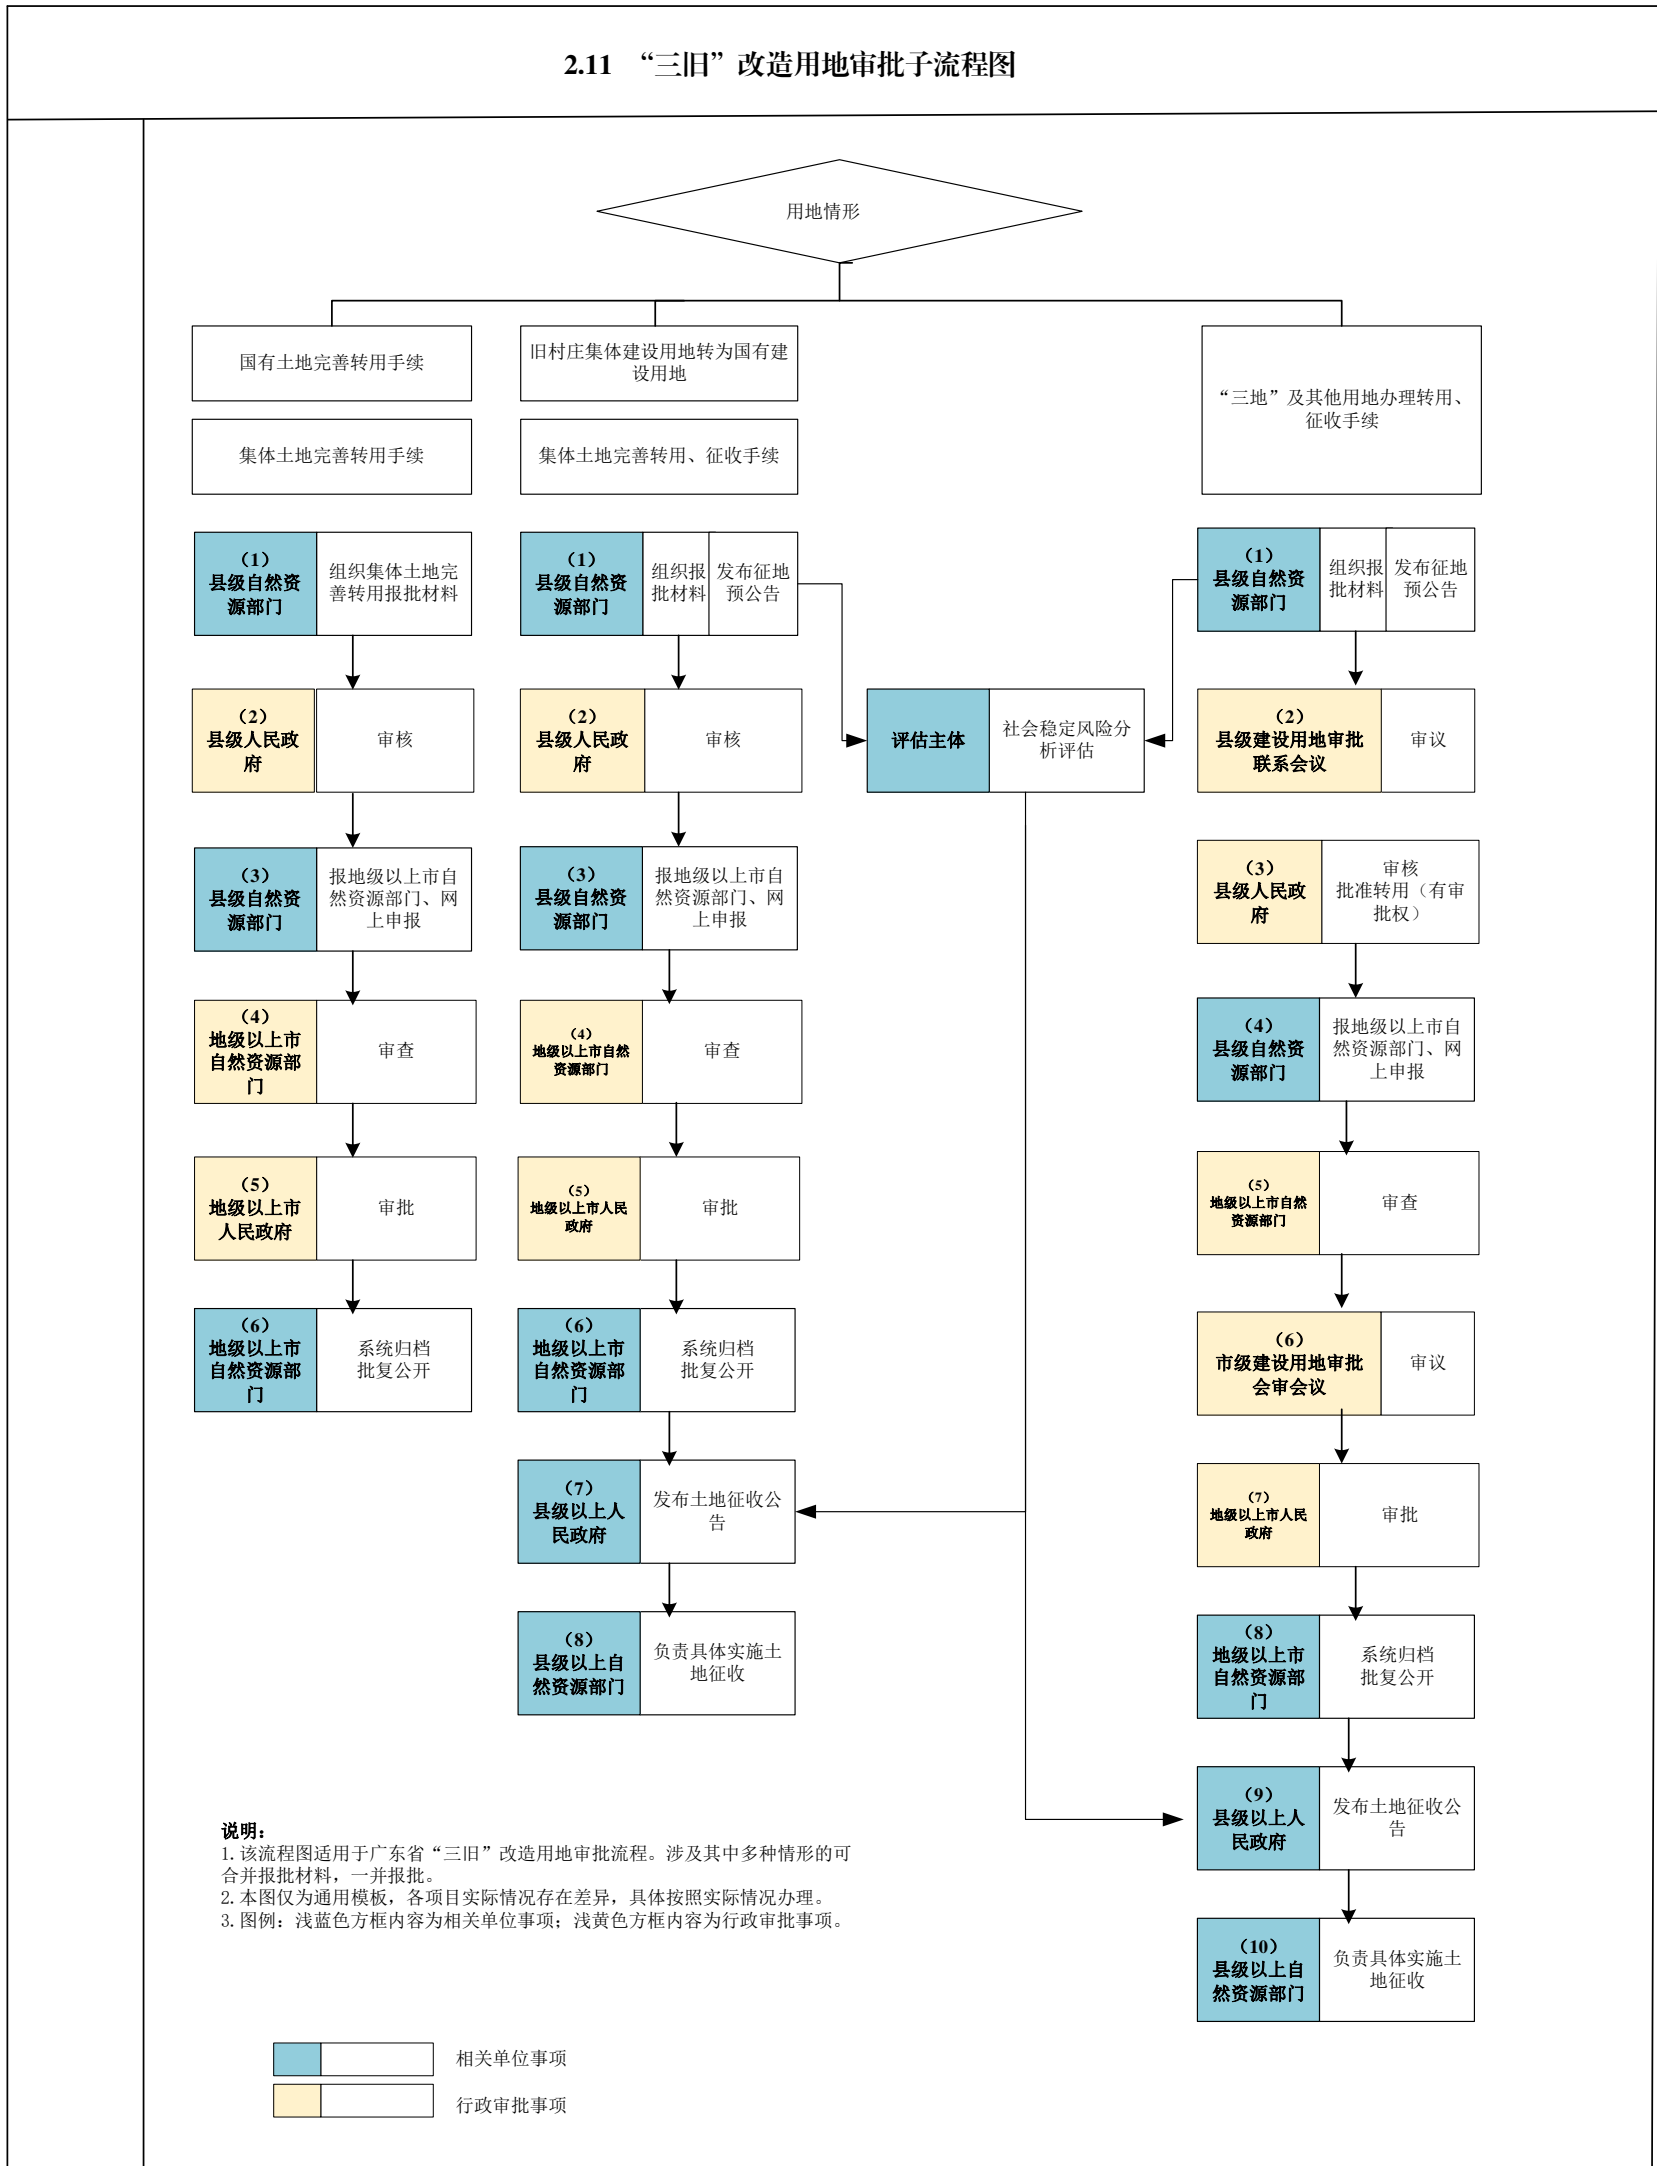 2.11 “三旧”改造用地审批子流程图
用地情形
国有土地完善转用手续
集体土地完善转用手续
旧村庄集体建设用地转为国有建
设用地
集体土地完善转用、征收手续
“三地”及其他用地办理转用、
征收手续
（1）
县级自然资
源部门
组织集体土地完
善转用报批材料
（2）
县级人民政
府
审核
（3）
县级自然资
源部门
报地级以上市自
然资源部门、网
上申报
（4）
地级以上市
自然资源部
门
审查
（5）
地级以上市
人民政府
审批
（6）
地级以上市
自然资源部
门
系统归档
批复公开
（1）
县级自然资
源部门
组织报
批材料
发布征地
预公告
（2）
县级人民政
府
审核
（3）
县级自然资
源部门
报地级以上市自
然资源部门、网
上申报
（4）
地级以上市自然
资源部门
审查
（5）
地级以上市人民
政府
审批
（6）
地级以上市
自然资源部
门
系统归档
批复公开
（7）
县级以上人
民政府
发布土地征收公
告
（8）
县级以上自
然资源部门
负责具体实施土
地征收
评估主体
社会稳定风险分
析评估
（1）
县级自然资
源部门
组织报
批材料
发布征地
预公告
（2）
县级建设用地审批
联系会议
审议
（3）
县级人民政
府
审核
批准转用（有审
批权）
（4）
县级自然资
源部门
报地级以上市自
然资源部门、网
上申报
（5）
地级以上市自然
资源部门
审查
（6）
市级建设用地审批
会审会议
审议
（7）
地级以上市人民
政府
审批
（8）
地级以上市
自然资源部
门
系统归档
批复公开
（9）
县级以上人
民政府
发布土地征收公
告
（10）
县级以上自
然资源部门
负责具体实施土
地征收
说明：
1.该流程图适用于广东省“三旧”改造用地审批流程。涉及其中多种情形的可
合并报批材料，一并报批。
2.本图仅为通用模板，各项目实际情况存在差异，具体按照实际情况办理。
3.图例：浅蓝色方框内容为相关单位事项；浅黄色方框内容为行政审批事项。
相关单位事项
行政审批事项